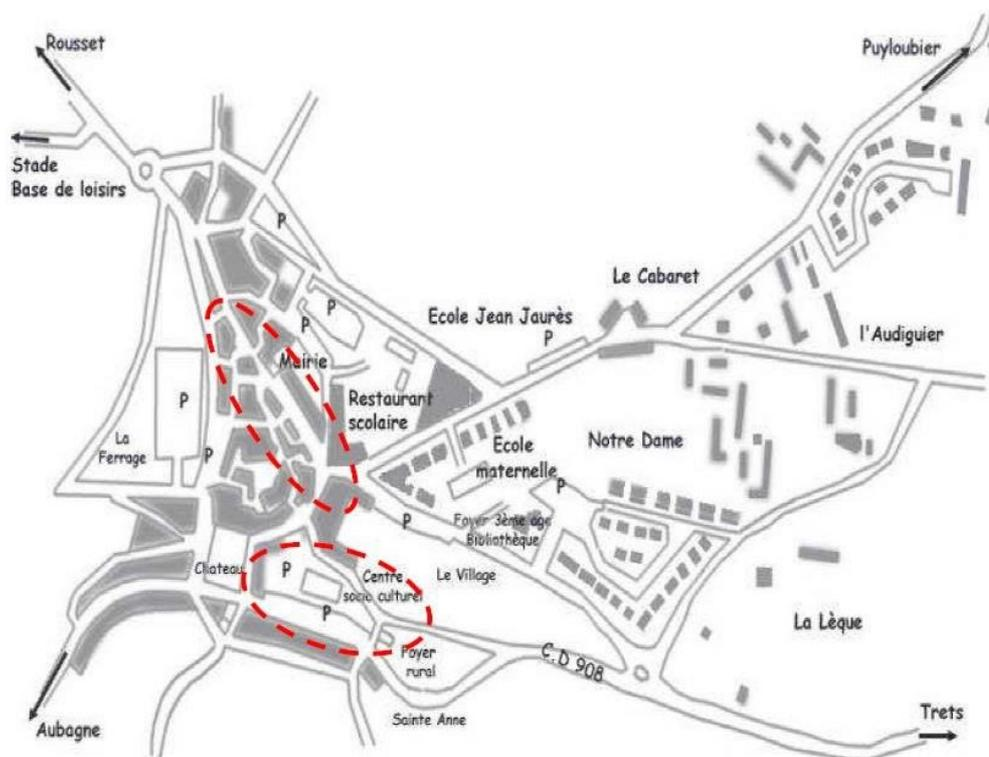 Rousset
Puyloubier
Stade
Base de loisirs
P
Le Cabaret
P
P
Ecole Jean Jaurès
P
l'Audiguier
Mairie
Restaurant
scolaire
P
La
Ferrage
P
Ecole
maternelle
Notre Dame
P
P
Foyer 3ème age
Bibliothèque
Chateau
P
Centre
socio culturel
Le Village
P
La Lèque
Foyer
rural
C.D 908
Sainte Anne
Aubagne
Trets